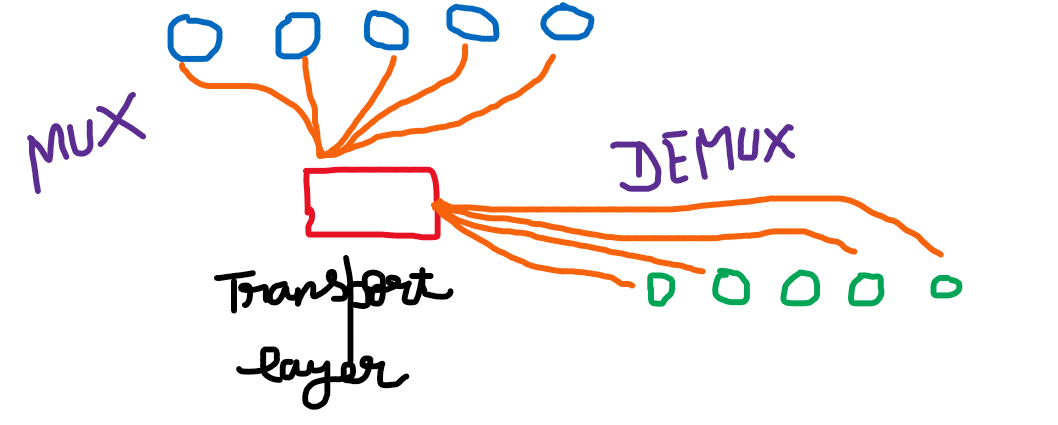 MUX
DEMUX
Transport
layer